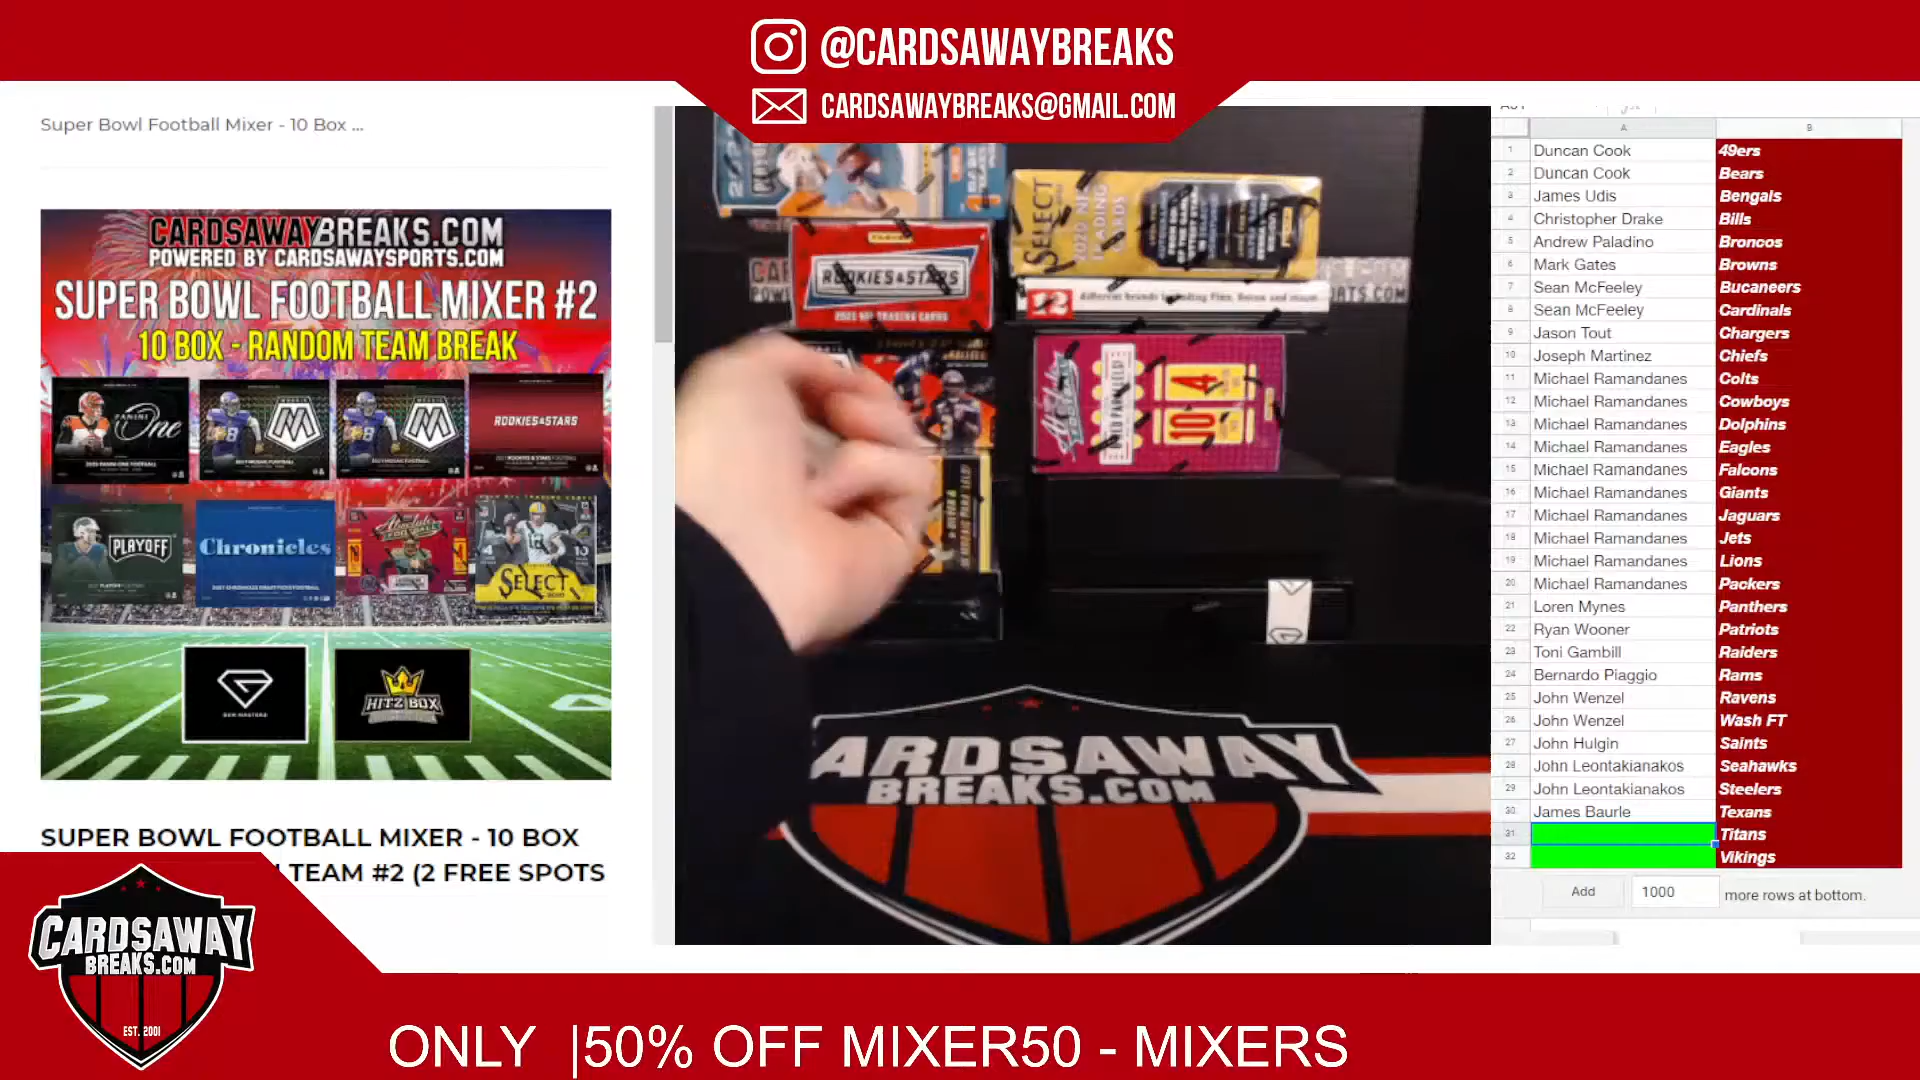 @CARDSAWAYBREAKS
CARDSAWAYBREAKS@GMAIL.COM
Super Bowl Football Mixer - 10 Box ...
CARDSAWAYBREAKS.COM
POWERED BY CARDSAWAYSPORTS.COM
SUPER BOWL FOOTBALL MIXER #2
10 BOX - RANDOM TEAM BREAK
PANINI One
ROOKIES & STARS
PLAYOFF
Chronicles
Absolute FOOTBALL
SELECT
HITZ BOX
SUPER BOWL FOOTBALL MIXER - 10 BOX
TEAM #2 (2 FREE SPOTS
SELECT
ROOKIES & STARS
12
Absolute
10
4
ARDSAWAY
BREAKS.COM
A
B
1 Duncan Cook 49ers
2 Duncan Cook Bears
3 James Udis Bengals
4 Christopher Drake Bills
5 Andrew Paladino Broncos
6 Mark Gates Browns
7 Sean McFeeley Bucaneers
8 Sean McFeeley Cardinals
9 Jason Tout Chargers
10 Joseph Martinez Chiefs
11 Michael Ramandanes Colts
12 Michael Ramandanes Cowboys
13 Michael Ramandanes Dolphins
14 Michael Ramandanes Eagles
15 Michael Ramandanes Falcons
16 Michael Ramandanes Giants
17 Michael Ramandanes Jaguars
18 Michael Ramandanes Jets
19 Michael Ramandanes Lions
20 Michael Ramandanes Packers
21 Loren Mynes Panthers
22 Ryan Wooner Patriots
23 Toni Gambill Raiders
24 Bernardo Piaggio Rams
25 John Wenzel Ravens
26 John Wenzel Wash FT
27 John Hulgin Saints
28 John Leontakianakos Seahawks
29 John Leontakianakos Steelers
30 James Baurle Texans
31 Titans
32 Vikings
Add 1000 more rows at bottom.
CARDSAWAY
BREAKS.COM
EST. 2001
ONLY |50% OFF MIXER50 - MIXERS